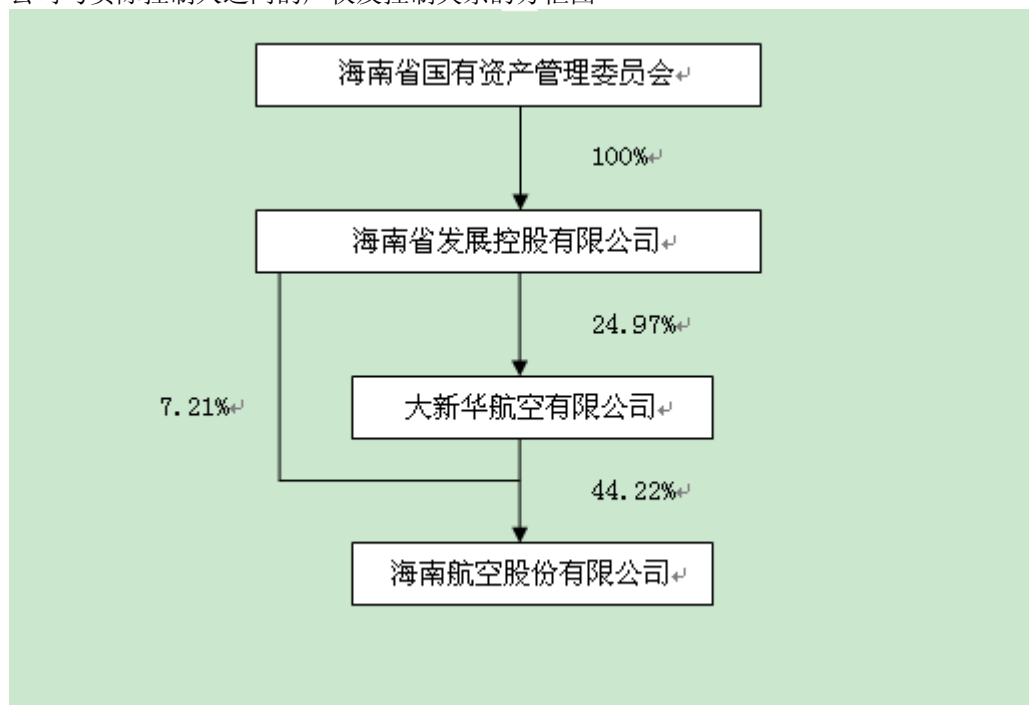 海南省国有资产管理委员会
100%
海南省发展控股有限公司
24.97%
7.21%
大新华航空有限公司
44.22%
海南航空股份有限公司